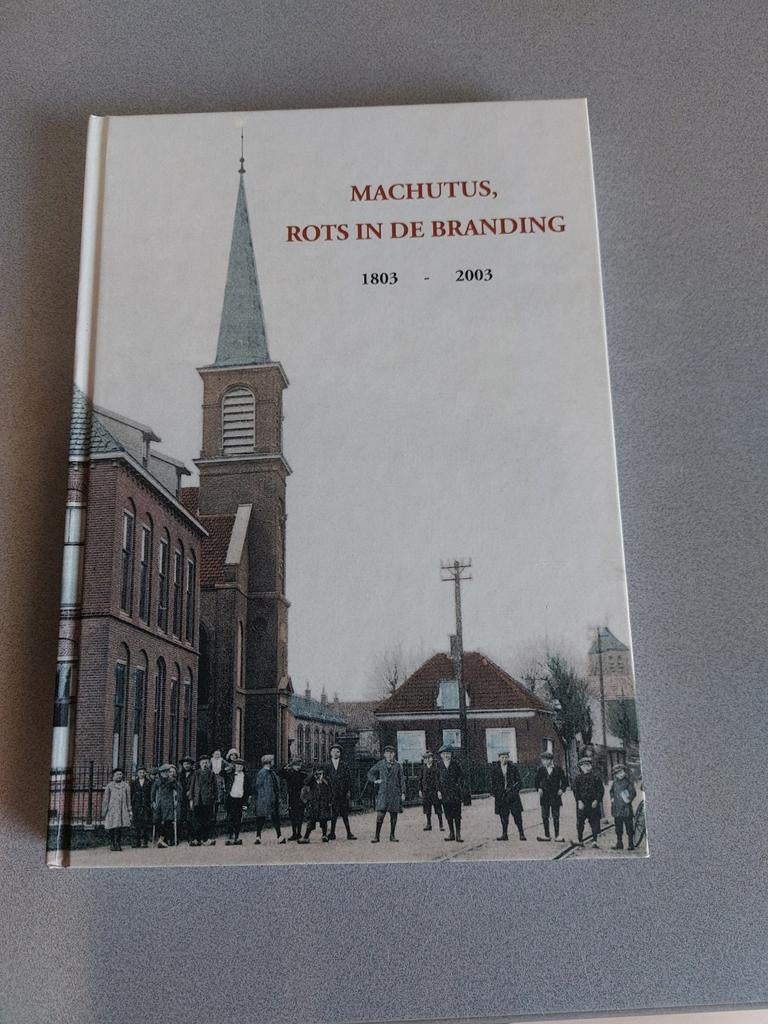 MACHUTUS,
ROTS IN DE BRANDING
1803 - 2003